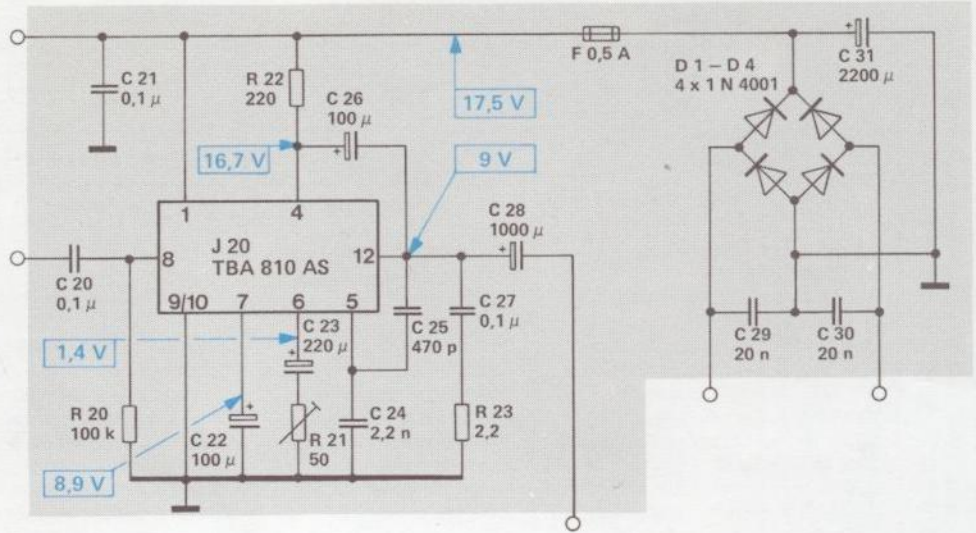 F 0,5 A
C 31
2200 µ
D 1 – D 4
4 x 1 N 4001
C 21
0,1 µ
R 22
220
C 26
100 µ
17,5 V
16,7 V
9 V
1
4
C 28
1000 µ
J 20
TBA 810 AS
8
12
C 20
0,1 µ
9/10
7
6
5
C 23
220 µ
C 25
470 p
C 27
0,1 µ
C 29
20 n
C 30
20 n
1,4 V
R 20
100 k
C 22
100 µ
R 21
50
C 24
2,2 n
R 23
2,2
8,9 V